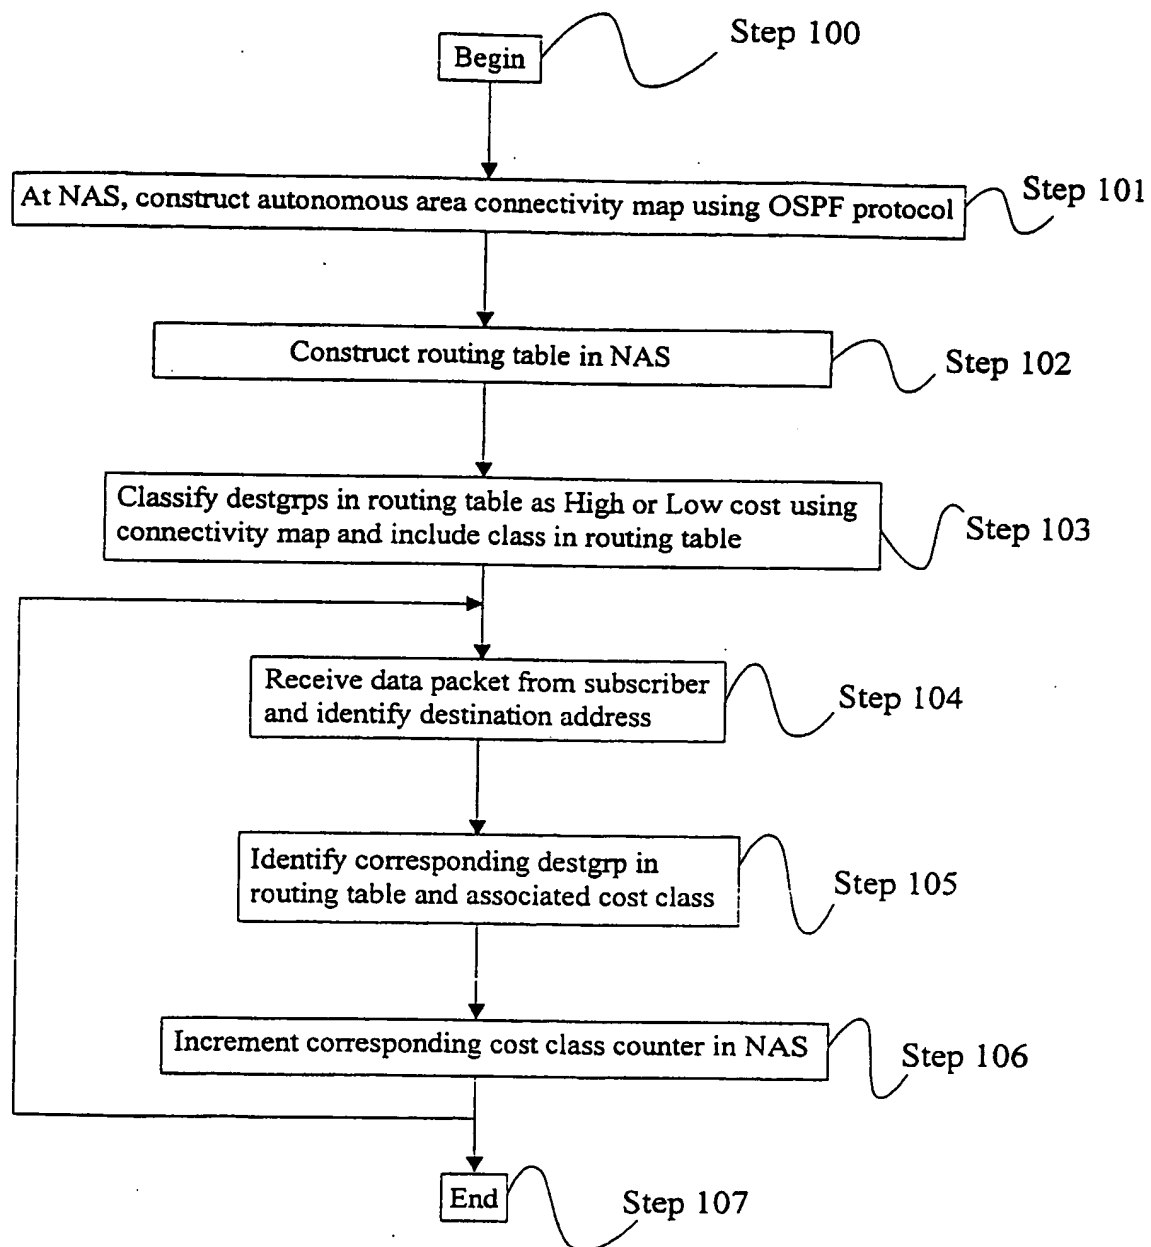 Begin
Step 100
At NAS, construct autonomous area connectivity map using OSPF protocol
Step 101
Construct routing table in NAS
Step 102
Classify destgrps in routing table as High or Low cost using
connectivity map and include class in routing table
Step 103
Receive data packet from subscriber
and identify destination address
Step 104
Identify corresponding destgrp in
routing table and associated cost class
Step 105
Increment corresponding cost class counter in NAS
Step 106
End
Step 107